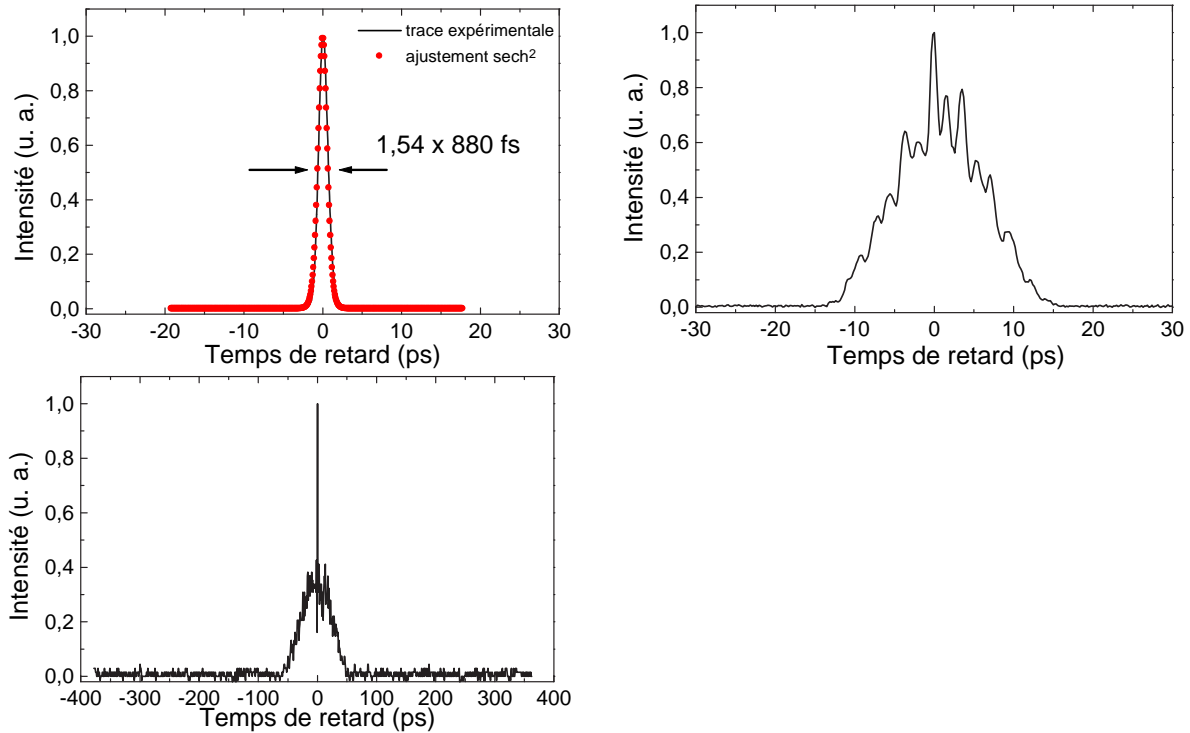 1,0
0,8
0,6
0,4
0,2
0,0
Intensité (u. a.)
trace expérimentale
ajustement sech²
1,54 x 880 fs
-30 -20 -10 0 10 20 30
Temps de retard (ps)
1,0
0,8
0,6
0,4
0,2
0,0
Intensité (u. a.)
-30 -20 -10 0 10 20 30
Temps de retard (ps)
1,0
0,8
0,6
0,4
0,2
0,0
Intensité (u. a.)
-400 -300 -200 -100 0 100 200 300 400
Temps de retard (ps)